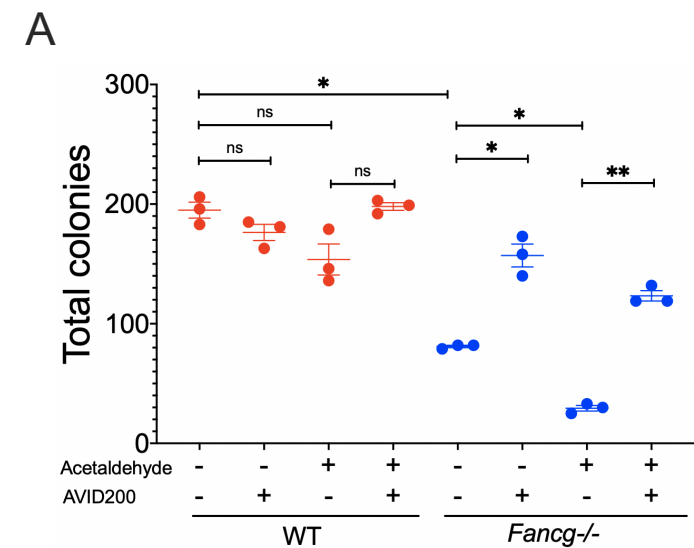 A
Total colonies
300
200
100
0
*
ns
ns
ns
*
*
**
Acetaldehyde - - + + - - + +
AVID200 - + - + - + - +
WT Fancg-/-